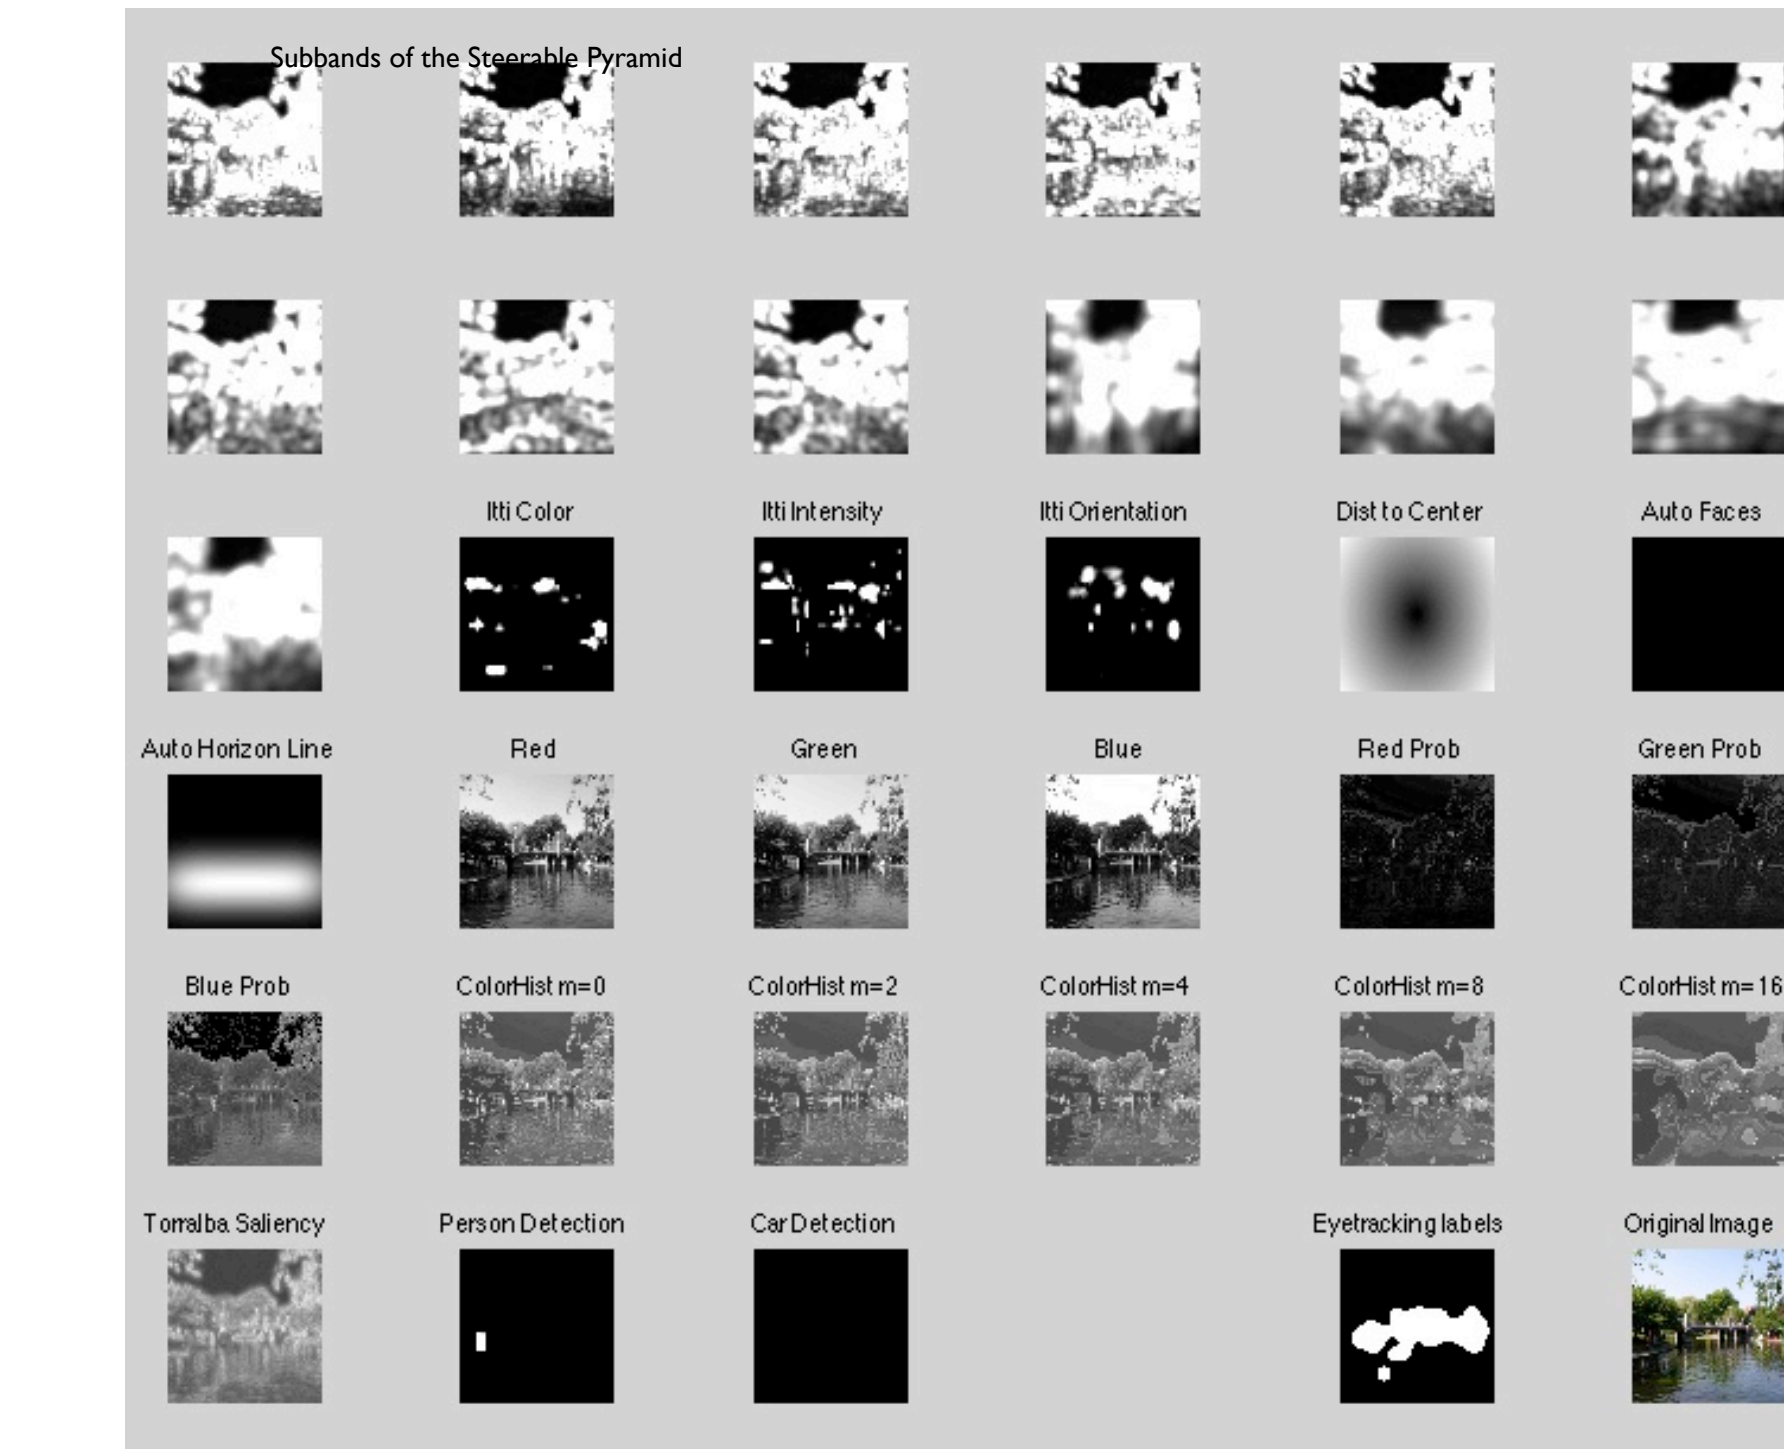 Subbands of the Steerable Pyramid
Itti Color
Itti Intensity
Itti Orientation
Dist to Center
Auto Faces
Auto Horizon Line
Red
Green
Blue
Red Prob
Green Prob
Blue Prob
ColorHist m=0
ColorHist m=2
ColorHist m=4
ColorHist m=8
ColorHist m=16
Torralba Saliency
Person Detection
Car Detection
Eyetracking labels
Original Image